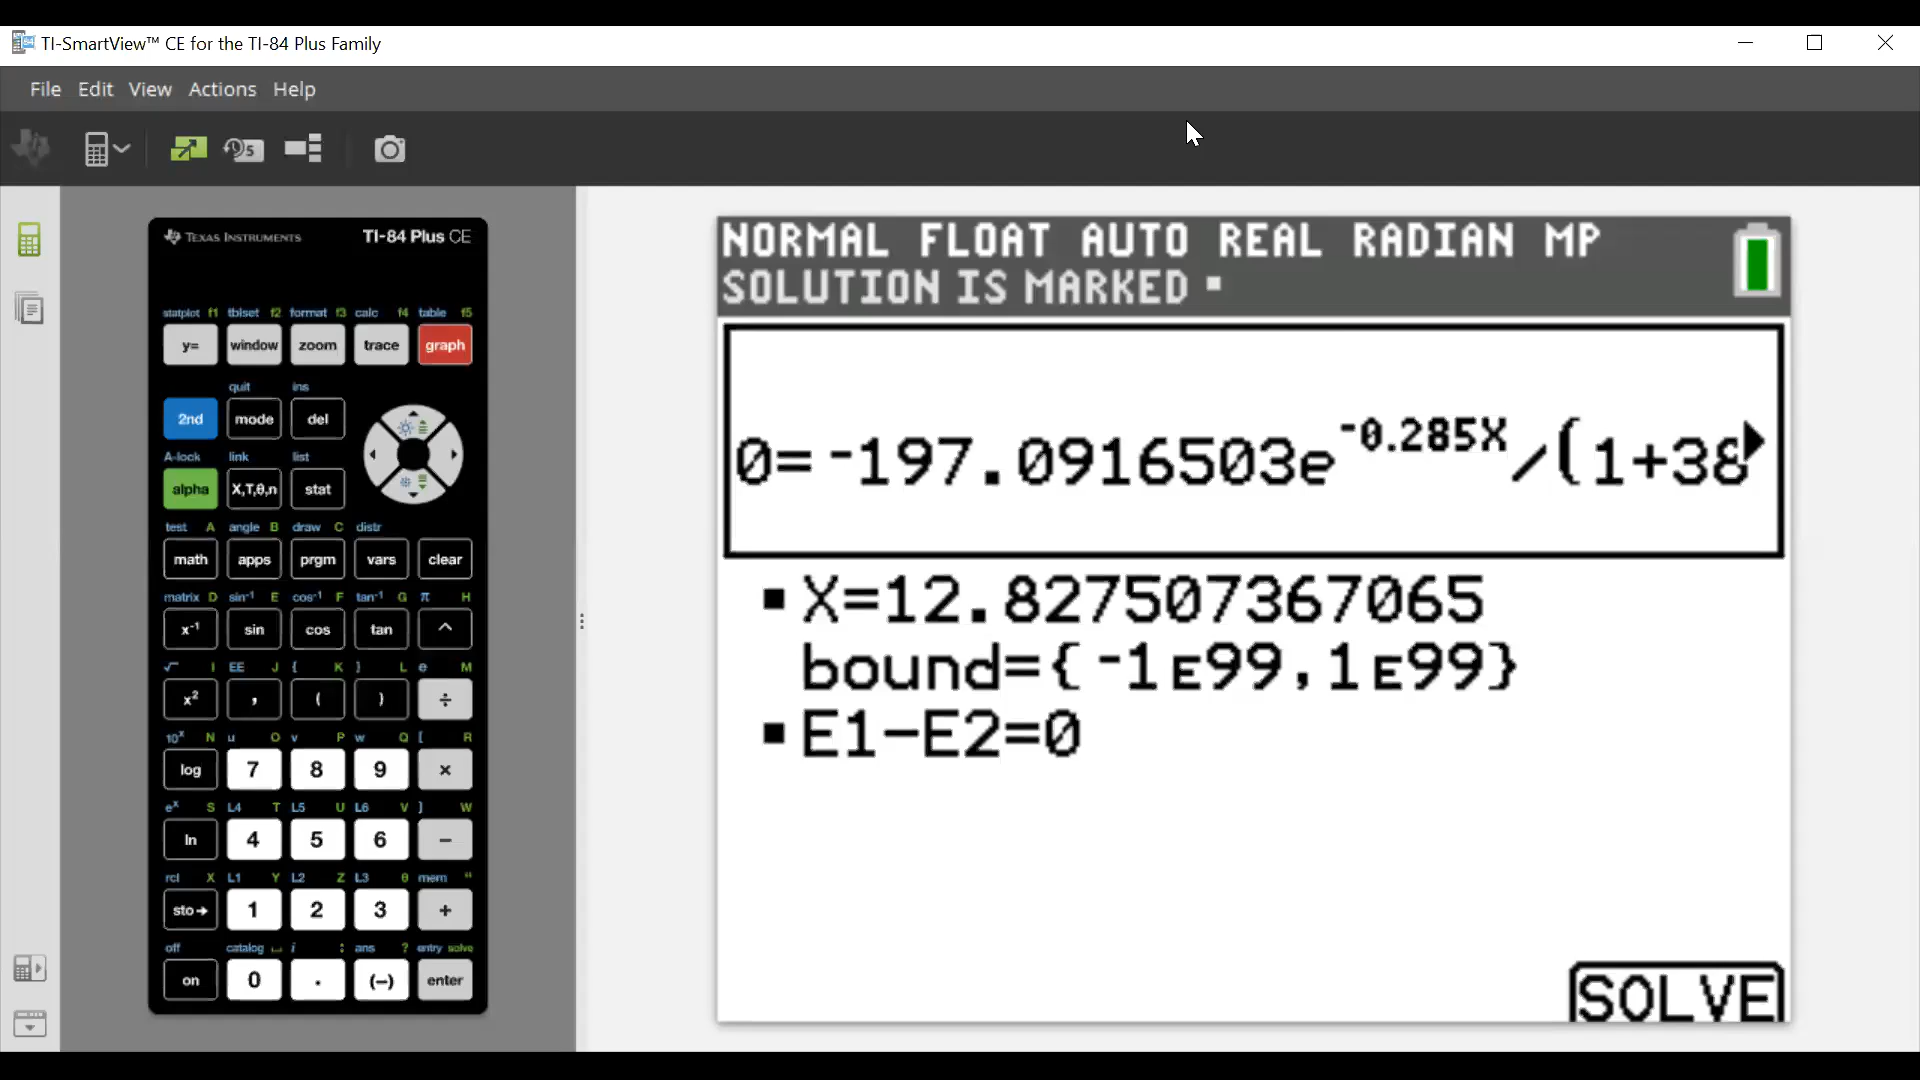 TI-SmartView™ CE for the TI-84 Plus Family
File Edit View Actions Help
TEXAS INSTRUMENTS TI-84 Plus CE
statplot f1 tblset f2 format f3 calc f4 table f5
y= window zoom trace graph
quit ins
2nd mode del
A-lock link list
alpha X,T,θ,n stat
test A angle B draw C distr
math apps prgm vars clear
matrix D sin⁻¹ E cos⁻¹ F tan⁻¹ G π H
x⁻¹ sin cos tan ^
√ I EE J { K } L e M
x² , ( ) ÷
10ˣ N u O v P w Q [ R
log 7 8 9 ×
eˣ S L4 T L5 U L6 V ] W
ln 4 5 6 −
rcl X L1 Y L2 Z L3 θ mem "
sto→ 1 2 3 +
off catalog ⎵ i : ans ? entry solve
on 0 . (−) enter
NORMAL FLOAT AUTO REAL RADIAN MP
SOLUTION IS MARKED ▪
0=-197.0916503e^-0.285X/(1+38
▪X=12.827507367065
bound={-1E99,1E99}
▪E1-E2=0
SOLVE